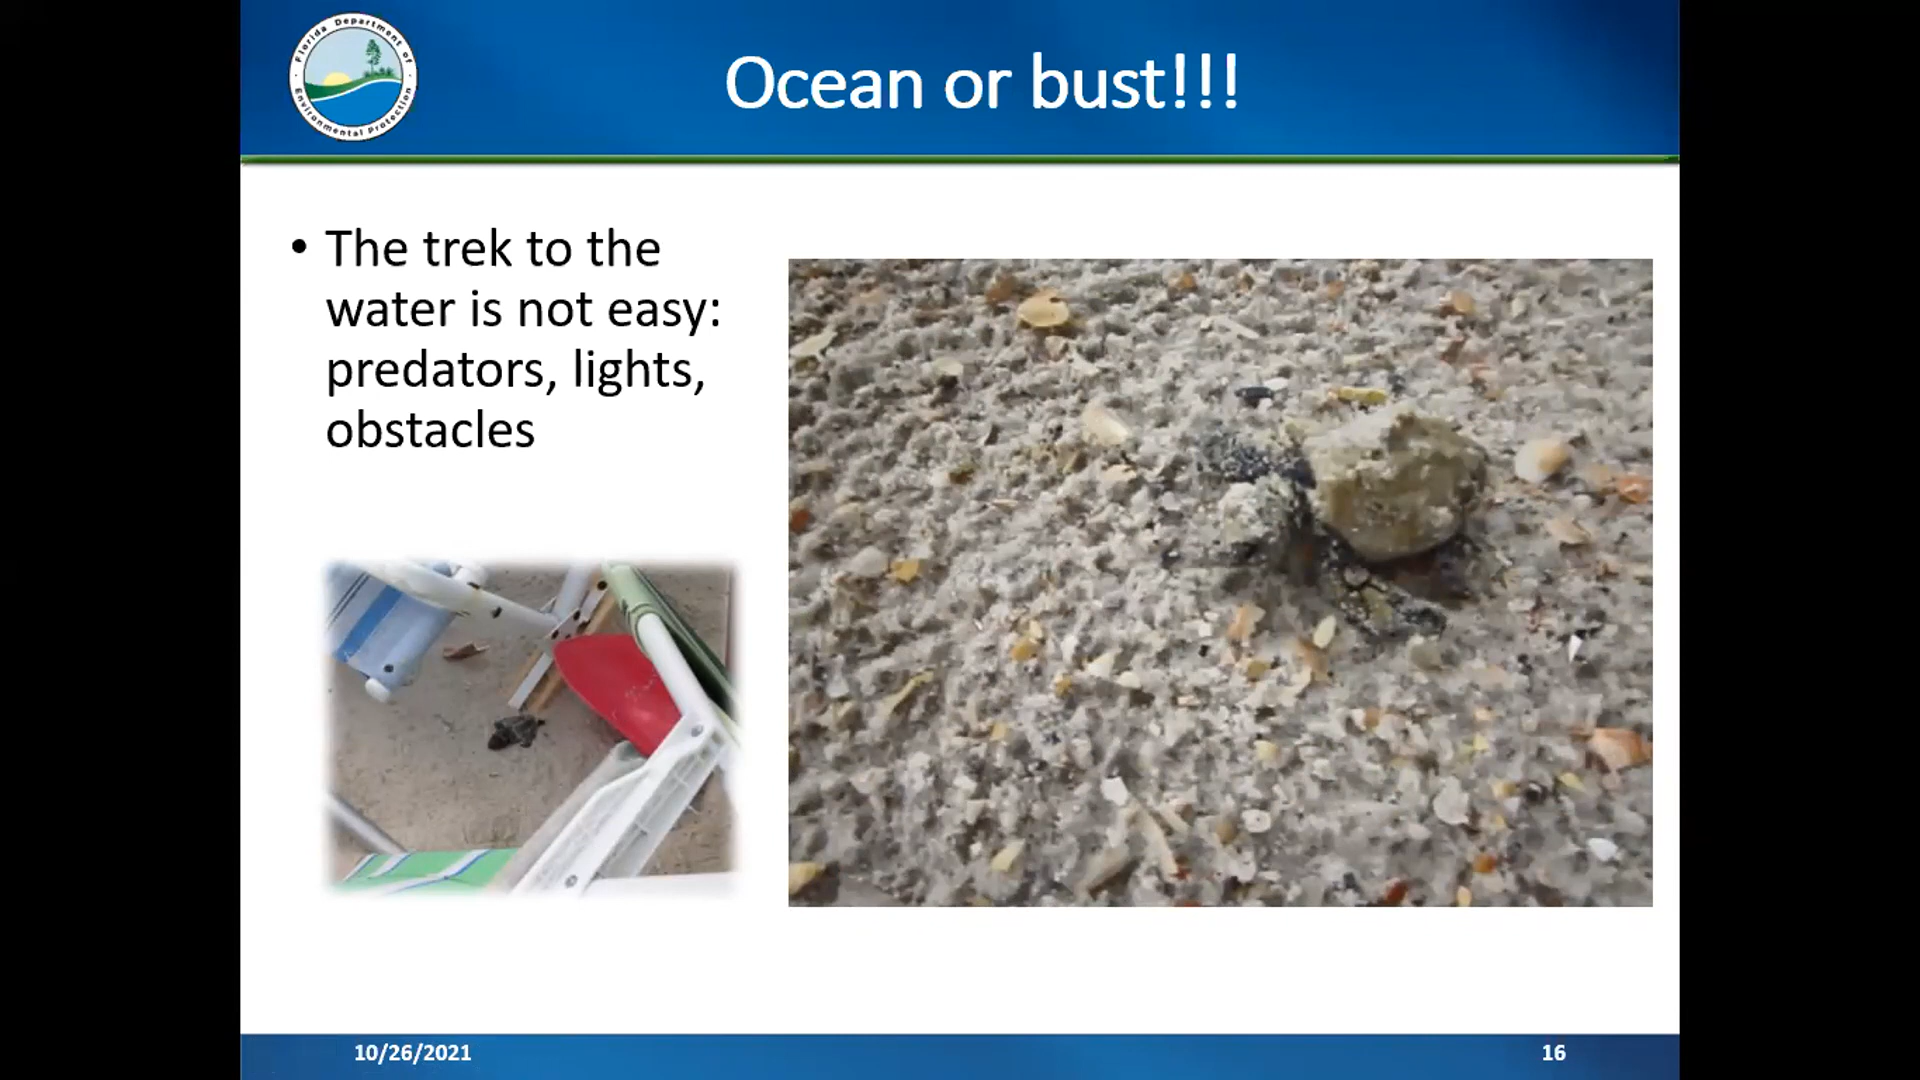 Florida Department of
Environmental Protection
Ocean or bust!!!
• The trek to the
water is not easy:
predators, lights,
obstacles
10/26/2021
16